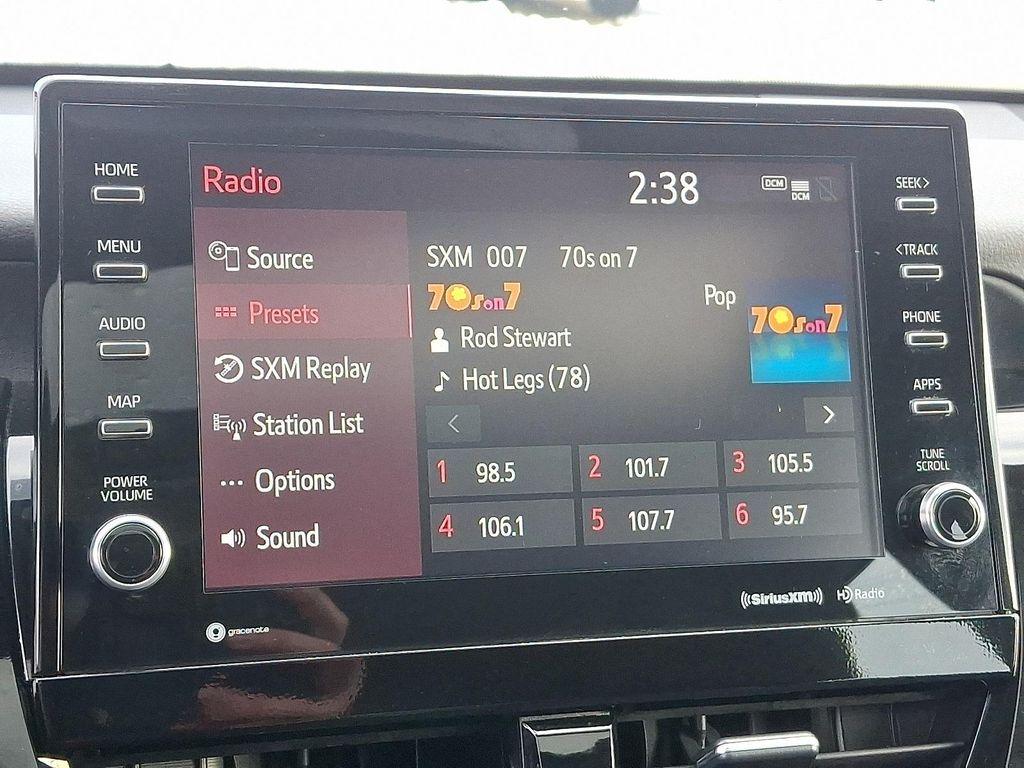 HOME
MENU
AUDIO
MAP
POWER
VOLUME
Radio
2:38
DCM
DCM
Source
Presets
SXM Replay
Station List
Options
Sound
SXM 007 70s on 7
70s on 7
Pop
70s on 7
Rod Stewart
Hot Legs (78)
<
>
1 98.5
2 101.7
3 105.5
4 106.1
5 107.7
6 95.7
SEEK>
<TRACK
PHONE
APPS
TUNE
SCROLL
gracenote
((SiriusXM))
HD Radio